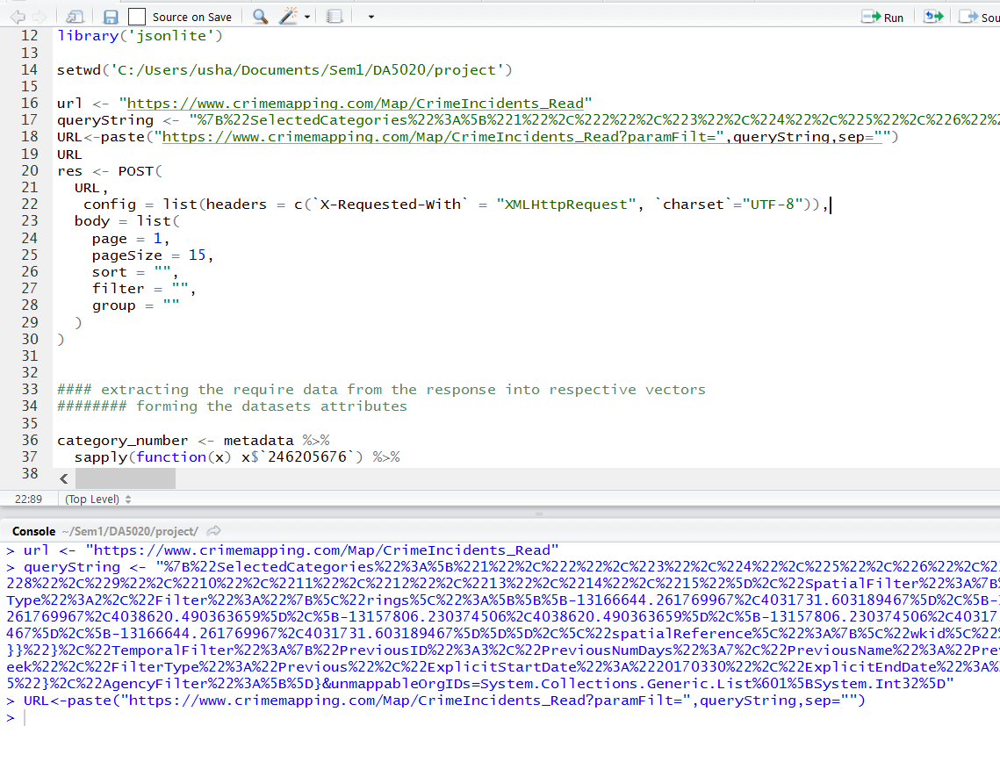 Source on Save Run Sou
12 library('jsonlite')
13
14 setwd('C:/Users/usha/Documents/Sem1/DA5020/project')
15
16 url <- "https://www.crimemapping.com/Map/CrimeIncidents_Read"
17 queryString <- "%7B%22SelectedCategories%22%3A%5B%221%22%2C%222%22%2C%223%22%2C%224%22%2C%225%22%2C%226%22%2
18 URL<-paste("https://www.crimemapping.com/Map/CrimeIncidents_Read?paramFilt=",queryString,sep="")
19 URL
20 res <- POST(
21 URL,
22 config = list(headers = c(`X-Requested-With` = "XMLHttpRequest", `charset`="UTF-8")),
23 body = list(
24 page = 1,
25 pageSize = 15,
26 sort = "",
27 filter = "",
28 group = ""
29 )
30 )
31
32
33 #### extracting the require data from the response into respective vectors
34 ######## forming the datasets attributes
35
36 category_number <- metadata %>%
37 sapply(function(x) x$`246205676`) %>%
38
22:89 (Top Level)
Console ~/Sem1/DA5020/project/
> url <- "https://www.crimemapping.com/Map/CrimeIncidents_Read"
> queryString <- "%7B%22SelectedCategories%22%3A%5B%221%22%2C%222%22%2C%223%22%2C%224%22%2C%225%22%2C%226%22%2C%2
228%22%2C%229%22%2C%2210%22%2C%2211%22%2C%2212%22%2C%2213%22%2C%2214%22%2C%2215%22%5D%2C%22SpatialFilter%22%3A%7B%
Type%22%3A2%2C%22Filter%22%3A%22%7B%5C%22rings%5C%22%3A%5B%5B%5B-13166644.261769967%2C4031731.603189467%5D%2C%5B-1
261769967%2C4038620.490363659%5D%2C%5B-13157806.230374506%2C4038620.490363659%5D%2C%5B-13157806.230374506%2C403173
467%5D%2C%5B-13166644.261769967%2C4031731.603189467%5D%5D%5D%2C%5C%22spatialReference%5C%22%3A%7B%5C%22wkid%5C%22%
}}%22%7D%2C%22TemporalFilter%22%3A%7B%22PreviousID%22%3A3%2C%22PreviousNumDays%22%3A7%2C%22PreviousName%22%3A%22Prev
eek%22%2C%22FilterType%22%3A%22Previous%22%2C%22ExplicitStartDate%22%3A%2220170330%22%2C%22ExplicitEndDate%22%3A%2
5%22}%2C%22AgencyFilter%22%3A%5B%5D}&unmappableOrgIDs=System.Collections.Generic.List%601%5BSystem.Int32%5D"
> URL<-paste("https://www.crimemapping.com/Map/CrimeIncidents_Read?paramFilt=",queryString,sep="")
>